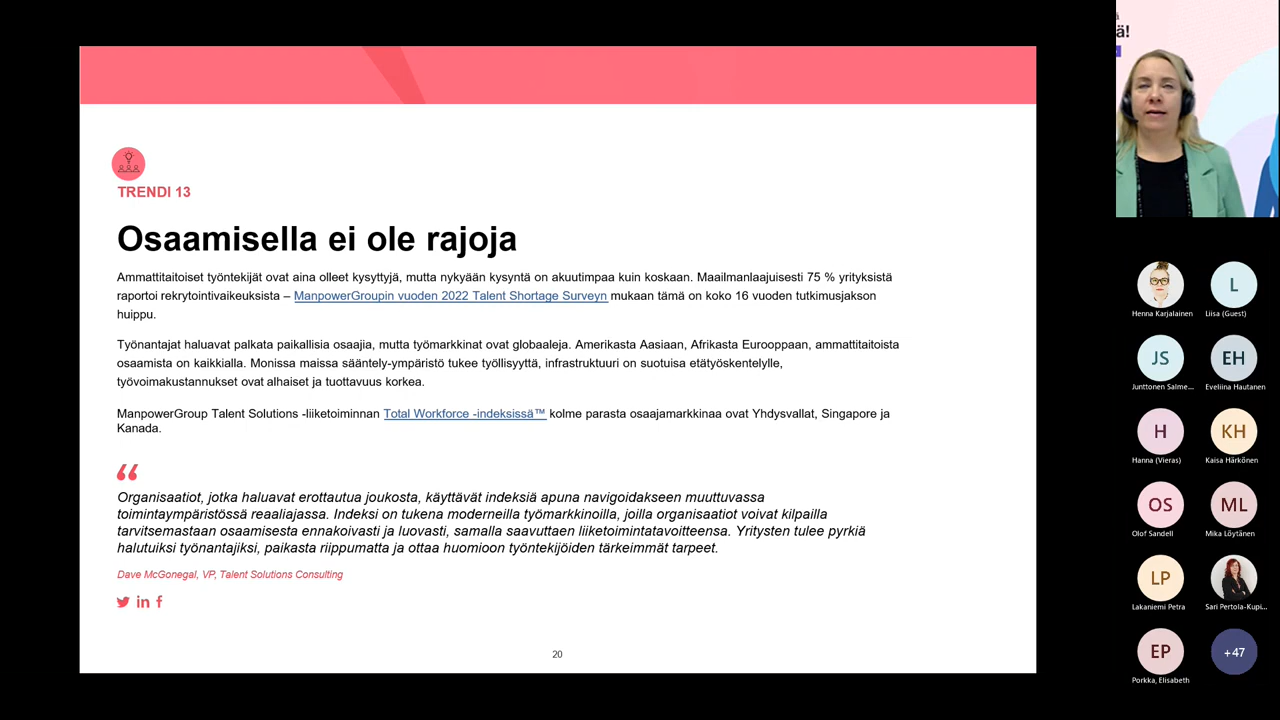 TRENDI 13
Osaamisella ei ole rajoja
Ammattitaitoiset työntekijät ovat aina olleet kysyttyjä, mutta nykyään kysyntä on akuutimpaa kuin koskaan. Maailmanlaajuisesti 75 % yrityksistä
raportoi rekrytointivaikeuksista – ManpowerGroupin vuoden 2022 Talent Shortage Surveyn mukaan tämä on koko 16 vuoden tutkimusjakson
huippu.
Työnantajat haluavat palkata paikallisia osaajia, mutta työmarkkinat ovat globaaleja. Amerikasta Aasiaan, Afrikasta Eurooppaan, ammattitaitoista
osaamista on kaikkialla. Monissa maissa sääntely-ympäristö tukee työllisyyttä, infrastruktuuri on suotuisa etätyöskentelylle,
työvoimakustannukset ovat alhaiset ja tuottavuus korkea.
ManpowerGroup Talent Solutions -liiketoiminnan Total Workforce -indeksissä™ kolme parasta osaajamarkkinaa ovat Yhdysvallat, Singapore ja
Kanada.
“
Organisaatiot, jotka haluavat erottautua joukosta, käyttävät indeksiä apuna navigoidakseen muuttuvassa
toimintaympäristössä reaaliajassa. Indeksi on tukena moderneilla työmarkkinoilla, joilla organisaatiot voivat kilpailla
tarvitsemastaan osaamisesta ennakoivasti ja luovasti, samalla saavuttaen liiketoimintatavoitteensa. Yritysten tulee pyrkiä
halutuiksi työnantajiksi, paikasta riippumatta ja ottaa huomioon työntekijöiden tärkeimmät tarpeet.
Dave McGonegal, VP, Talent Solutions Consulting
in f
20
ä!
Henna Karjalainen
L
Liisa (Guest)
JS
Junttonen Salme...
EH
Eveliina Hautanen
H
Hanna (Vieras)
KH
Kaisa Härkönen
OS
Olof Sandell
ML
Mika Löytänen
LP
Lakaniemi Petra
Sari Pertola-Kupi...
EP
Porkka, Elisabeth
+47